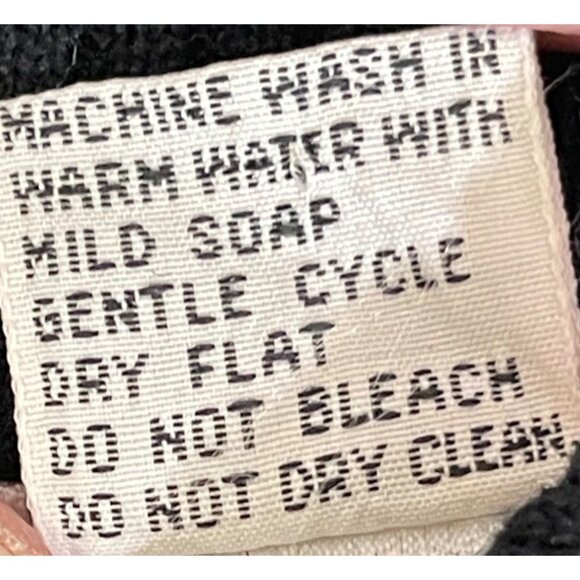 MACHINE WASH IN
WARM WATER WITH
MILD SOAP
GENTLE CYCLE
DRY FLAT
DO NOT BLEACH
DO NOT DRY CLEAN